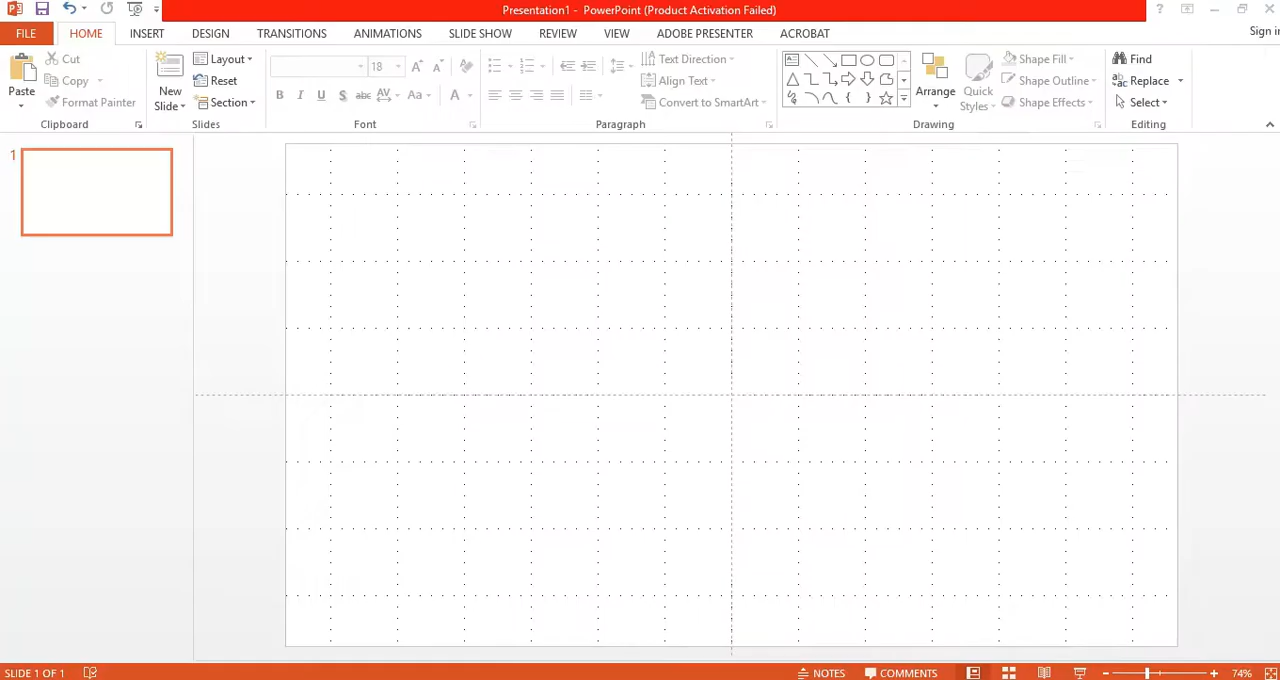 Presentation1 - PowerPoint (Product Activation Failed)
?
FILE HOME INSERT DESIGN TRANSITIONS ANIMATIONS SLIDE SHOW REVIEW VIEW ADOBE PRESENTER ACROBAT Sign in
Cut
Copy
Format Painter
Paste
Clipboard
New
Slide
Layout
Reset
Section
Slides
18
B I U S abc AV Aa A
Font
Text Direction
Align Text
Convert to SmartArt
Paragraph
Arrange
Quick
Styles
Shape Fill
Shape Outline
Shape Effects
Drawing
Find
Replace
Select
Editing
1
SLIDE 1 OF 1 NOTES COMMENTS 74%